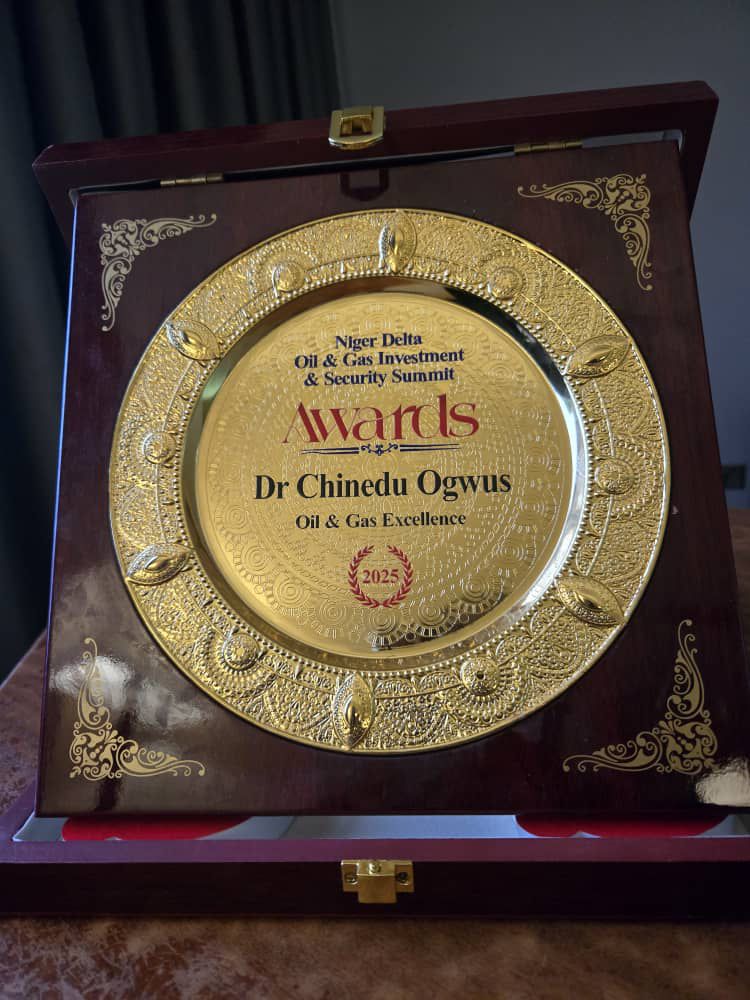 Niger Delta
Oil & Gas Investment
& Security Summit
Awards
Dr Chinedu Ogwus
Oil & Gas Excellence
2025